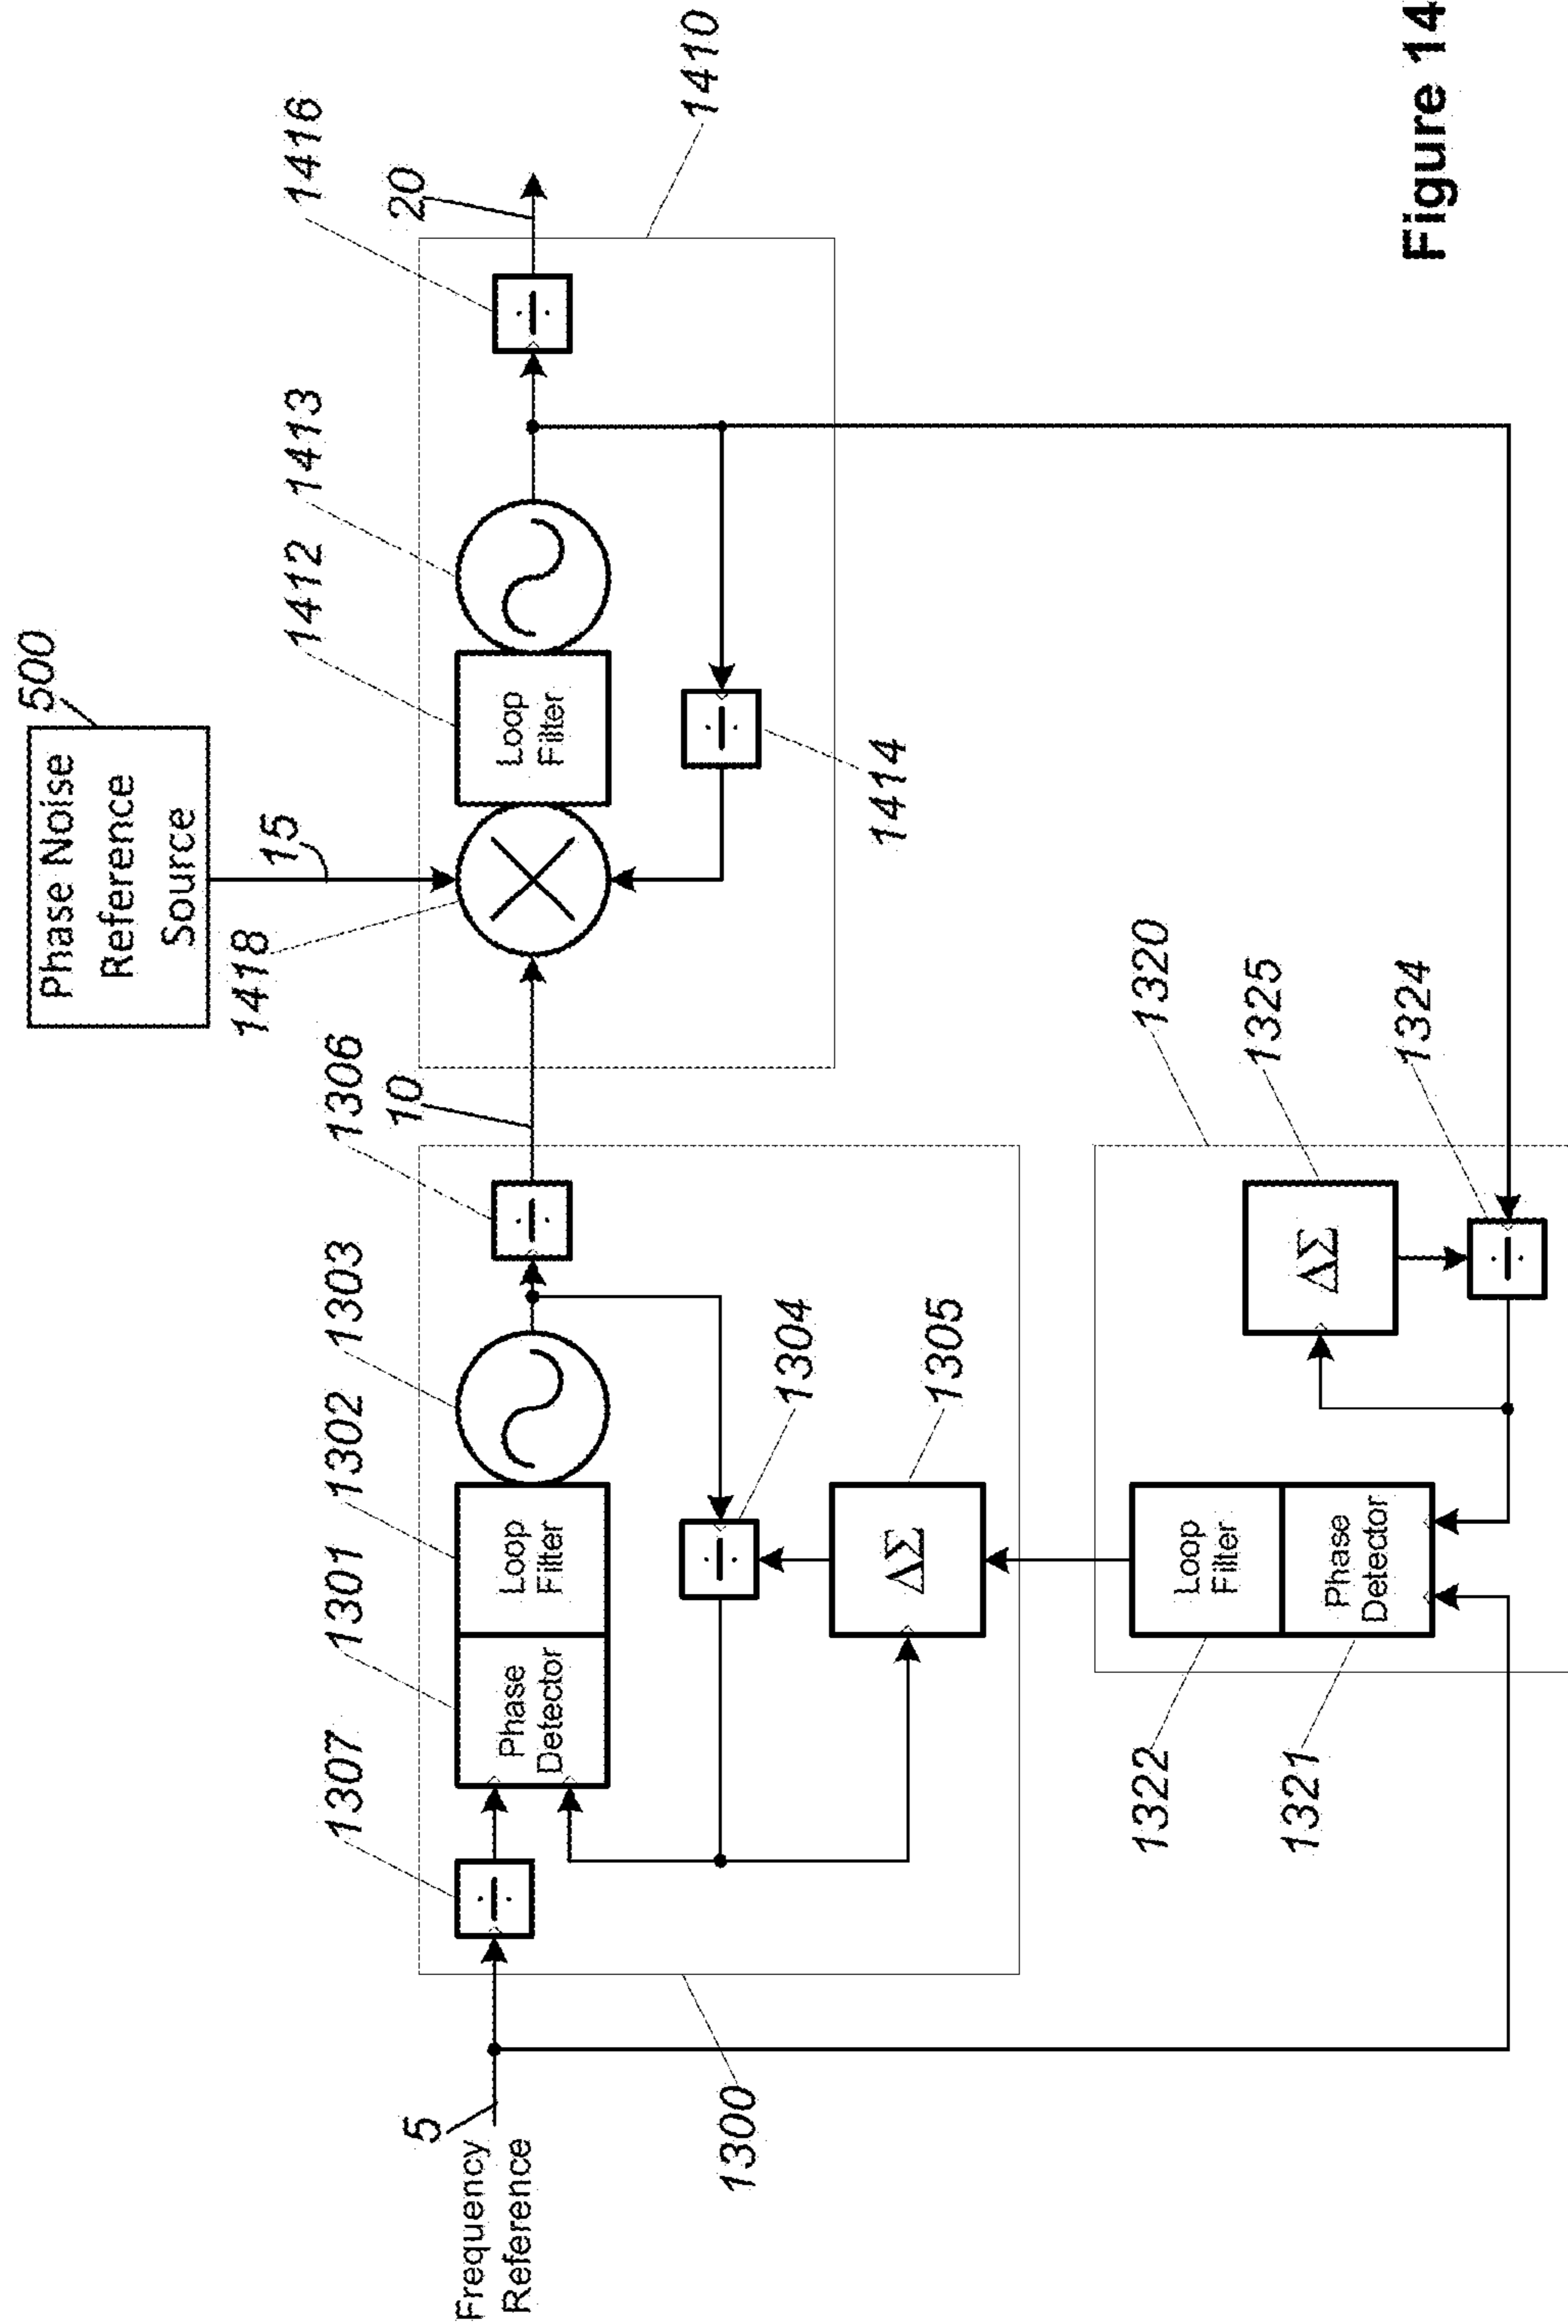 Phase Noise
Reference
Source
500
15
1418
1412
1413
1416
20
1410
1414
Frequency
Reference
5
1307
1301
1302
1303
1306
10
Phase
Detector
Loop
Filter
Loop
Filter
÷
÷
÷
÷
÷
÷
1304
ΔΣ
1305
1300
Loop
Filter
Phase
Detector
1322
1321
ΔΣ
1320
1325
1324
Figure 14